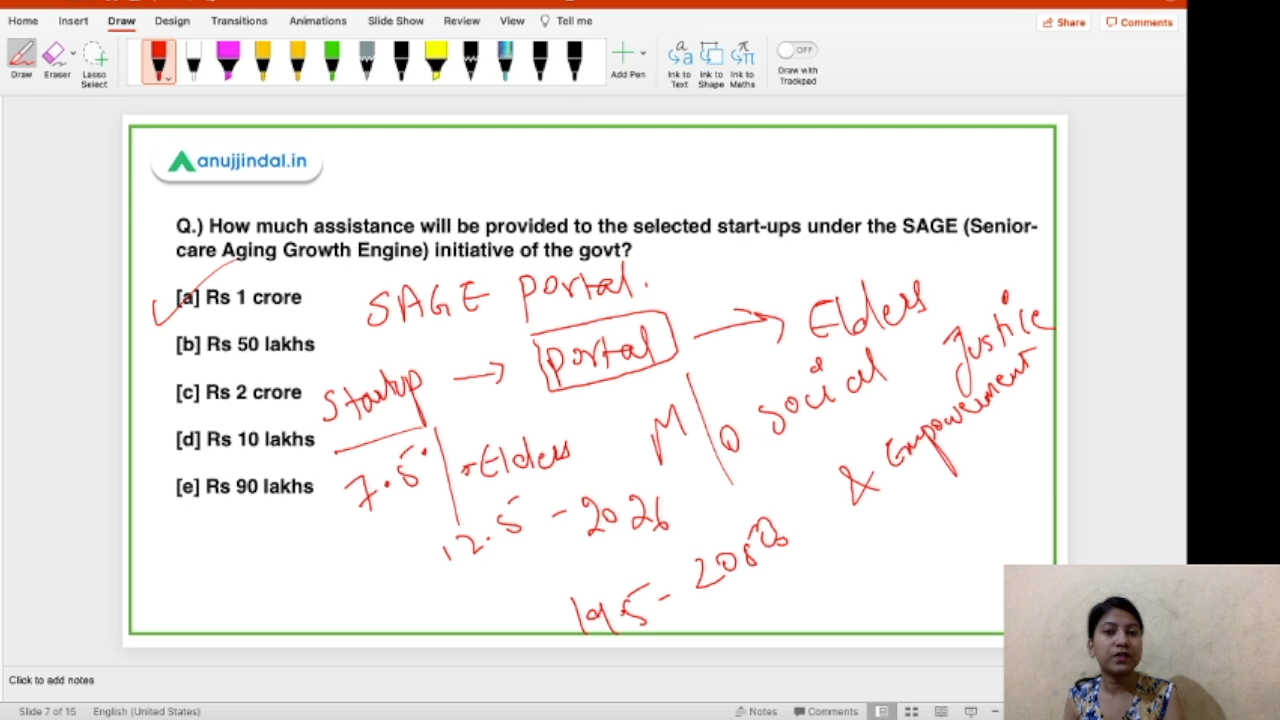 Home Insert Draw Design Transitions Animations Slide Show Review View Tell me Share Comments
Draw Eraser Lasso Select Add Pen Ink to Text Ink to Shape Ink to Maths OFF Draw with Trackpad
anujjindal.in
Q.) How much assistance will be provided to the selected start-ups under the SAGE (Senior-
care Aging Growth Engine) initiative of the govt?
[a] Rs 1 crore
[b] Rs 50 lakhs
[c] Rs 2 crore
[d] Rs 10 lakhs
[e] Rs 90 lakhs
SAGE portal.
Startup → portal → Elders
M/O social Justice
& Empowerment
7.5 Elders
12.5 - 2026
19.5 -
Click to add notes
Slide 7 of 15 English (United States) Notes Comments